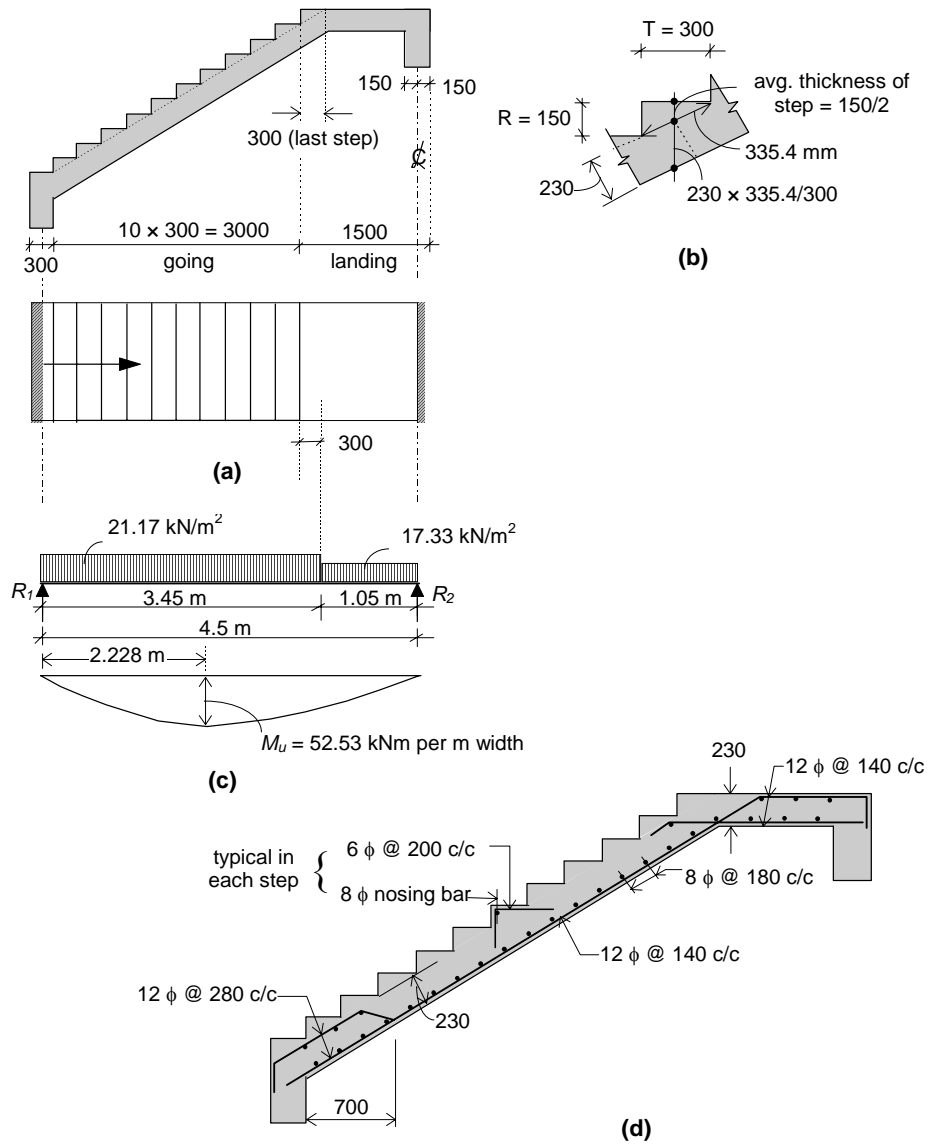 150
150
300 (last step)
₵
10 × 300 = 3000
1500
300
going
landing
T = 300
avg. thickness of
step = 150/2
R = 150
335.4 mm
230
230 × 335.4/300
(b)
300
(a)
21.17 kN/m²
17.33 kN/m²
R₁
3.45 m
1.05 m
R₂
4.5 m
2.228 m
Mᵤ = 52.53 kNm per m width
(c)
230
12 ϕ @ 140 c/c
typical in
each step
{
6 ϕ @ 200 c/c
8 ϕ nosing bar
8 ϕ @ 180 c/c
12 ϕ @ 140 c/c
12 ϕ @ 280 c/c
230
700
(d)